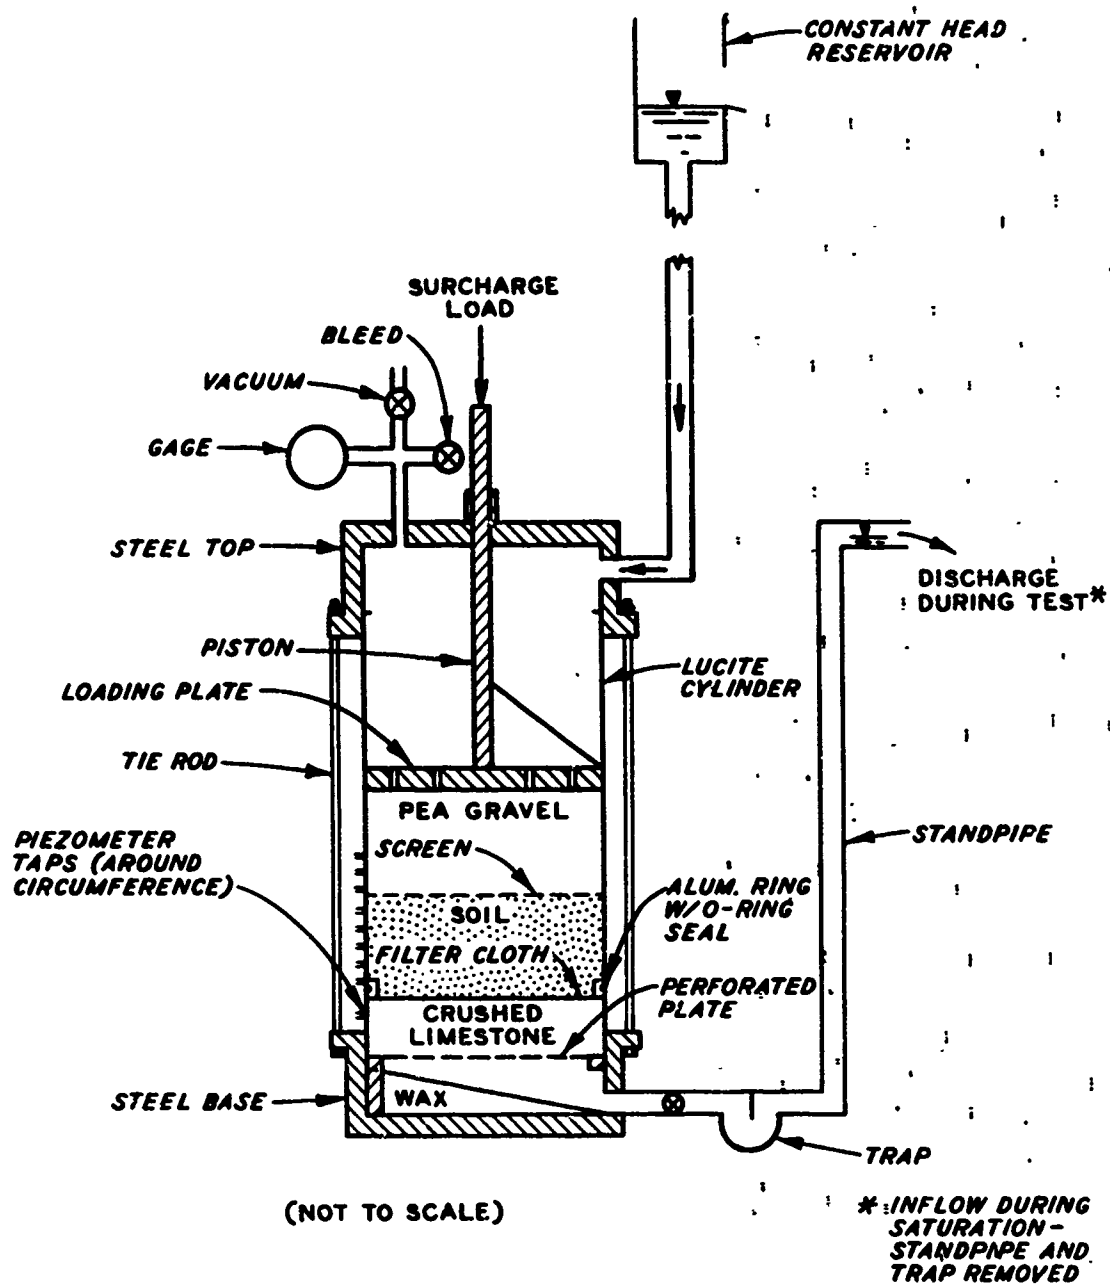 CONSTANT HEAD
RESERVOIR
SURCHARGE
LOAD
BLEED
VACUUM
GAGE
STEEL TOP
DISCHARGE
DURING TEST*
PISTON
LUCITE
CYLINDER
LOADING PLATE
TIE ROD
PEA GRAVEL
PIEZOMETER
TAPS (AROUND
CIRCUMFERENCE)
SCREEN
STANDPIPE
ALUM. RING
W/O-RING
SEAL
SOIL
FILTER CLOTH
PERFORATED
PLATE
CRUSHED
LIMESTONE
STEEL BASE
WAX
TRAP
(NOT TO SCALE)
* INFLOW DURING
SATURATION-
STANDPIPE AND
TRAP REMOVED